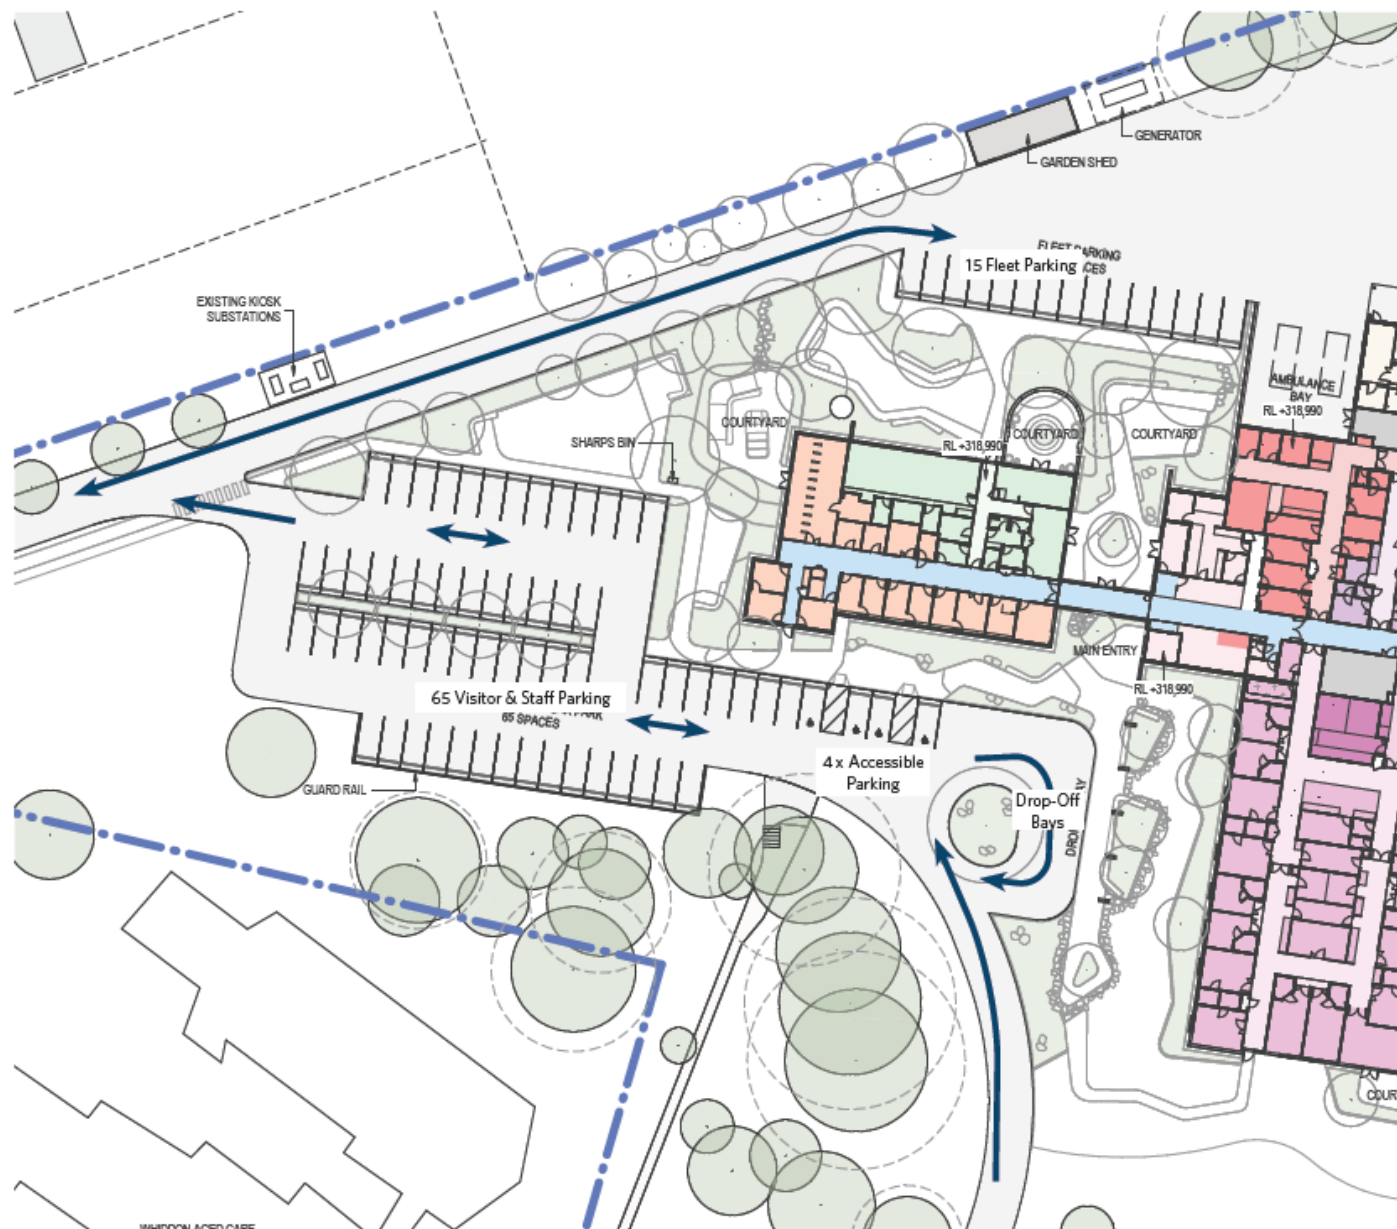 GENERATOR
GARDEN SHED
15 Fleet Parking
EXISTING KIOSK
SUBSTATIONS
AMBULANCE
BAY
RL +318,990
COURTYARD
COURTYARD
COURTYARD
SHARPS BIN
RL +318,990
MAIN ENTRY
RL +318,990
65 Visitor & Staff Parking
65 SPACES
4 x Accessible
Parking
GUARD RAIL
Drop-Off
Bays